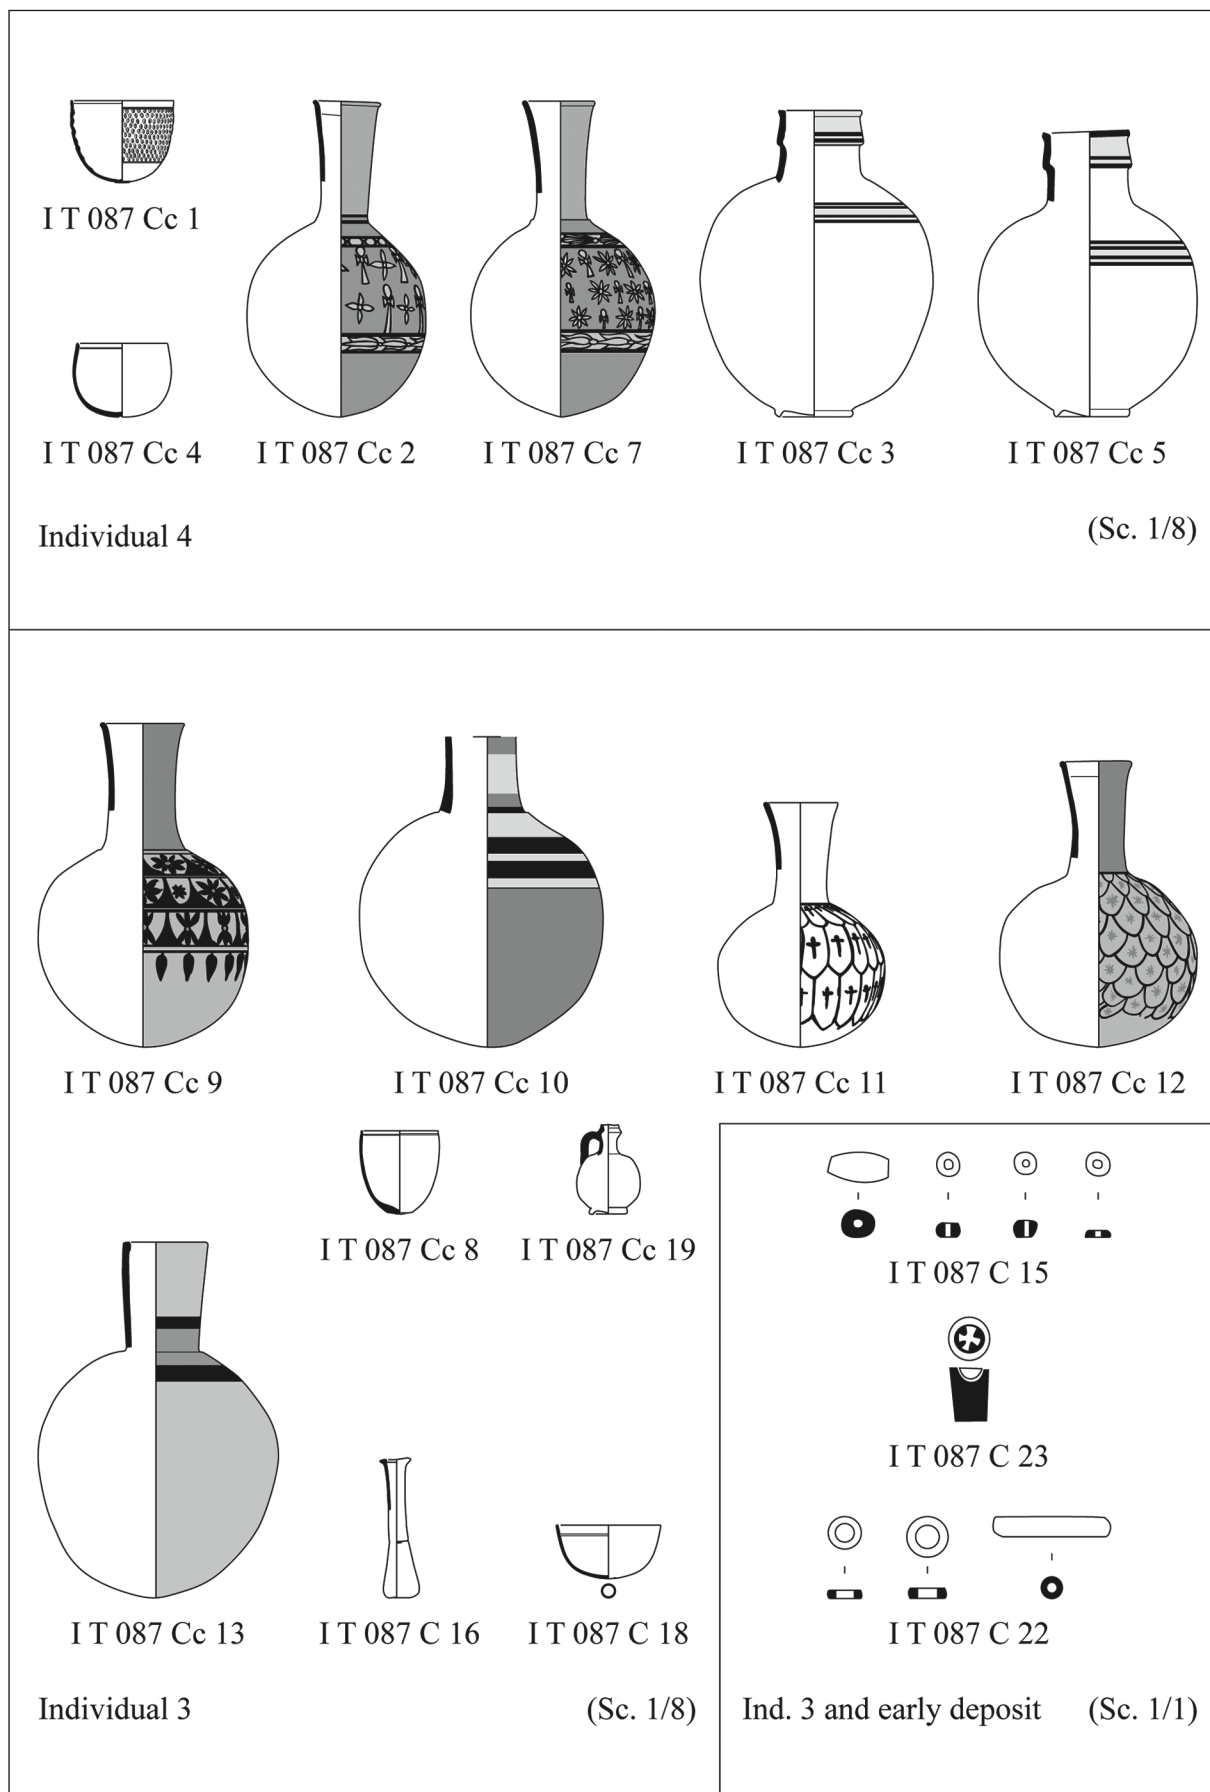 I T 087 Cc 1
I T 087 Cc 4
I T 087 Cc 2
I T 087 Cc 7
I T 087 Cc 3
I T 087 Cc 5
Individual 4
(Sc. 1/8)
I T 087 Cc 9
I T 087 Cc 10
I T 087 Cc 11
I T 087 Cc 12
I T 087 Cc 8
I T 087 Cc 19
I T 087 Cc 13
I T 087 C 16
I T 087 C 18
Individual 3
(Sc. 1/8)
I T 087 C 15
I T 087 C 23
I T 087 C 22
Ind. 3 and early deposit
(Sc. 1/1)